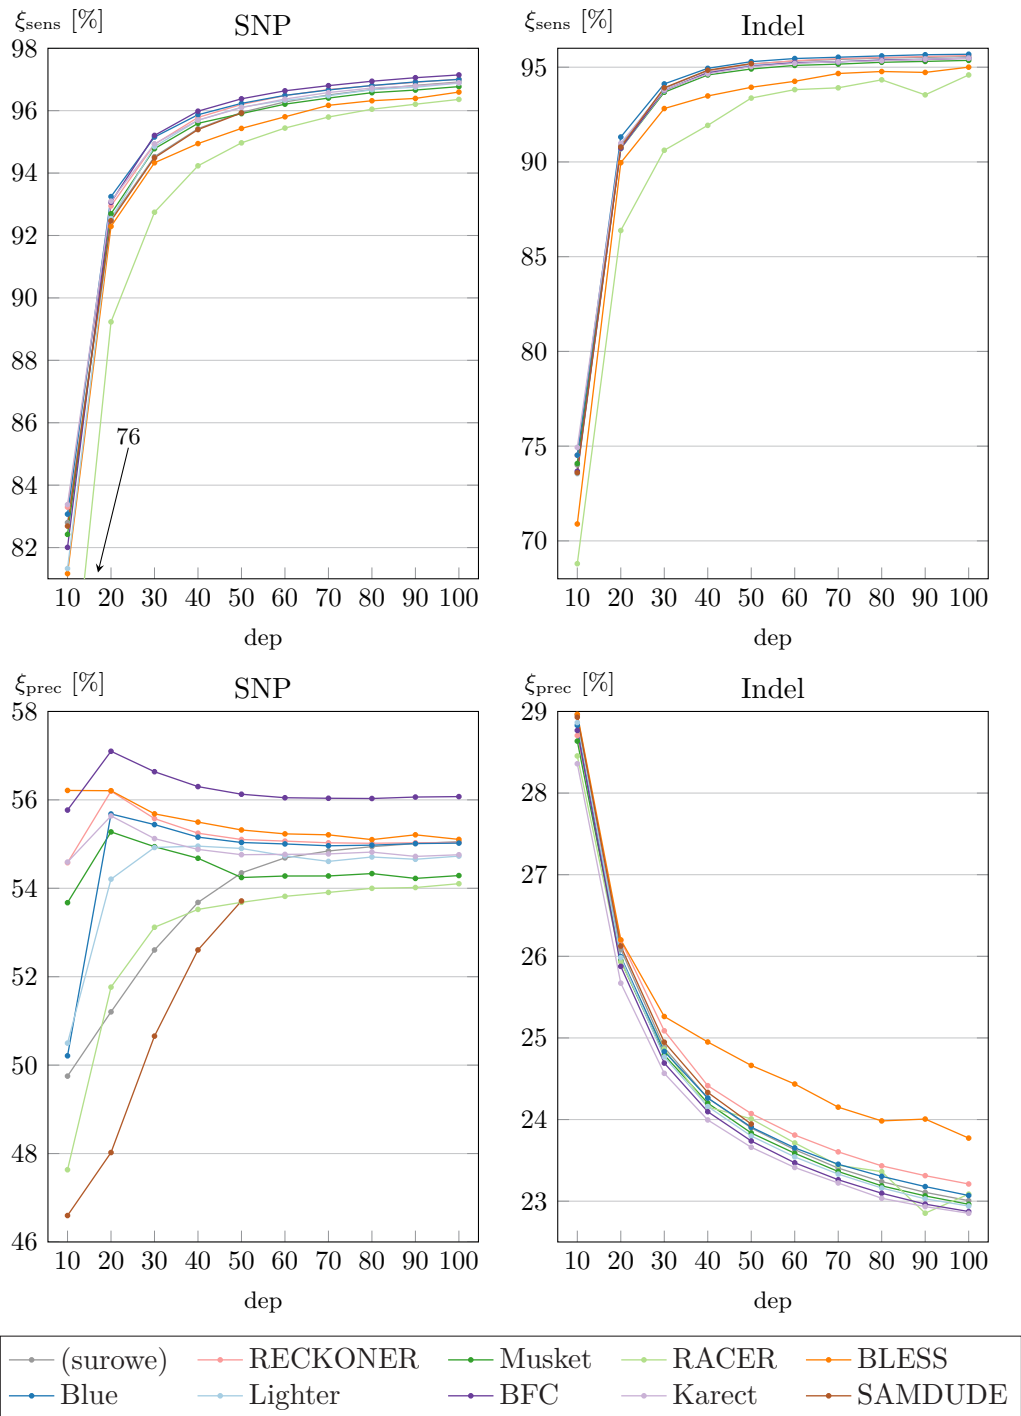 ξsens [%] SNP
98
96
94
92
90
88
86
84
82
76
10 20 30 40 50 60 70 80 90 100
dep
ξsens [%] Indel
95
90
85
80
75
70
10 20 30 40 50 60 70 80 90 100
dep
ξprec [%] SNP
58
56
54
52
50
48
46
10 20 30 40 50 60 70 80 90 100
dep
ξprec [%] Indel
29
28
27
26
25
24
23
10 20 30 40 50 60 70 80 90 100
dep
(surowe) RECKONER Musket RACER BLESS
Blue Lighter BFC Karect SAMDUDE